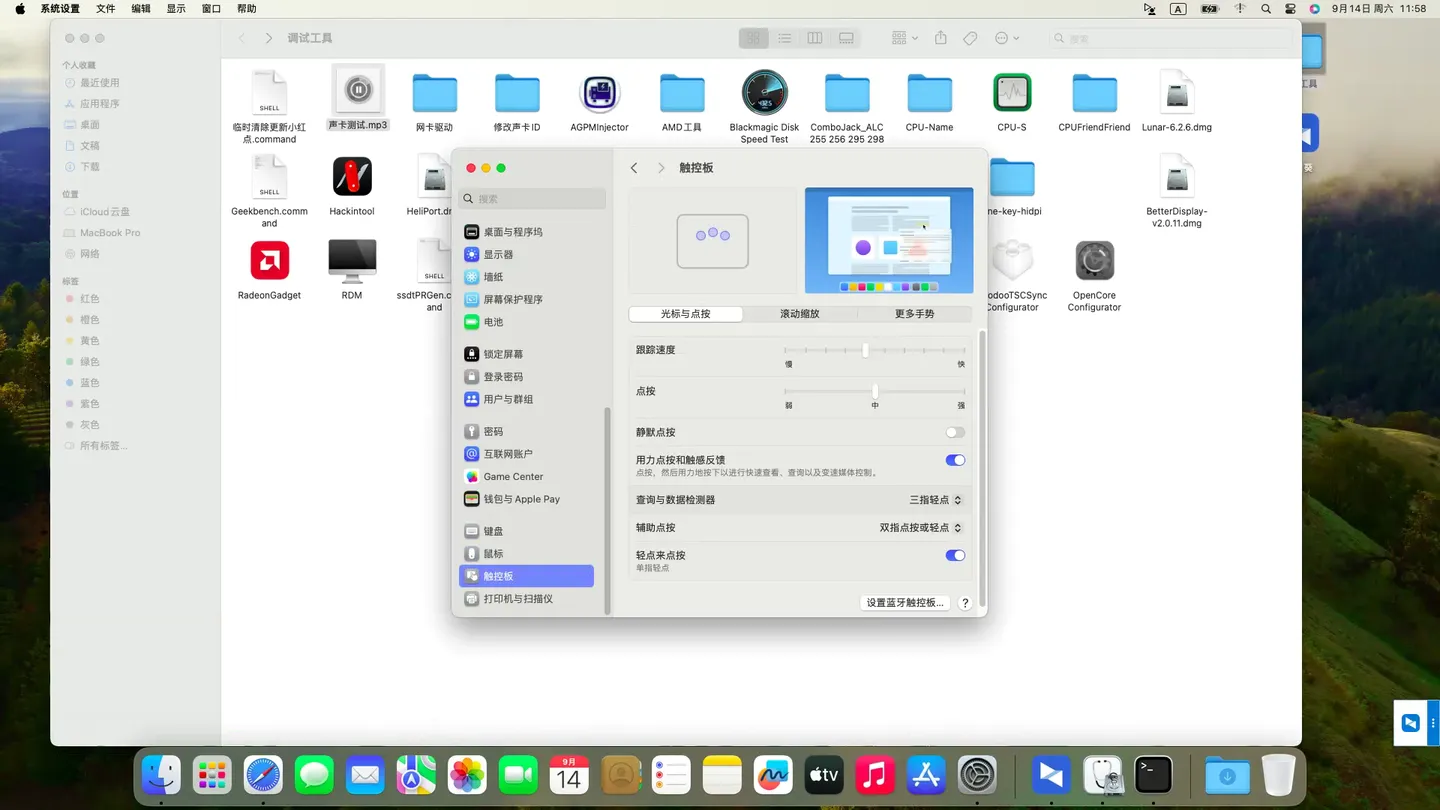 系统设置 文件 编辑 显示 窗口 帮助 A 9月14日 周六 11:58
调试工具
搜索
个人收藏
最近使用
应用程序
桌面
文稿
下载
位置
iCloud云盘
MacBook Pro
网络
标签
红色
橙色
黄色
绿色
蓝色
紫色
灰色
所有标签...
SHELL
临时清除更新小红
点.command
声卡测试.mp3
网卡驱动
修改声卡ID
AGPMInjector
AMD工具
Blackmagic Disk
Speed Test
ComboJack_ALC
255 256 295 298
CPU-Name
CPU-S
CPUFriendFriend
Lunar-6.2.6.dmg
SHELL
Geekbench.comm
and
Hackintool
HeliPort.dm
ne-key-hidpi
BetterDisplay-
v2.0.11.dmg
RadeonGadget
RDM
SHELL
ssdtPRGen.c
and
oodooTSCSync
Configurator
OpenCore
Configurator
搜索
桌面与程序坞
显示器
墙纸
屏幕保护程序
电池
锁定屏幕
登录密码
用户与群组
密码
互联网账户
Game Center
钱包与 Apple Pay
键盘
鼠标
触控板
打印机与扫描仪
触控板
光标与点按 滚动缩放 更多手势
跟踪速度
慢 快
点按
弱 中 强
静默点按
用力点按和触感反馈
点按，然后用力地按下以进行快速查看、查询以及变速媒体控制。
查询与数据检测器 三指轻点
辅助点按 双指点按或轻点
轻点来点按
单指轻点
设置蓝牙触控板... ?
工具
葵
9月
14
tv